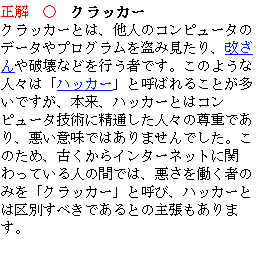 正解　○　クラッカー
クラッカーとは、他人のコンピュータの
データやプログラムを盗み見たり、改ざ
んや破壊などを行う者です。このような
人々は「ハッカー」と呼ばれることが多
いですが、本来、ハッカーとはコン
ピュータ技術に精通した人々の尊重であ
り、悪い意味ではありませんでした。こ
のため、古くからインターネットに関
わっている人の間では、悪さを働く者の
みを「クラッカー」と呼び、ハッカーと
は区別すべきであるとの主張もありま
す。